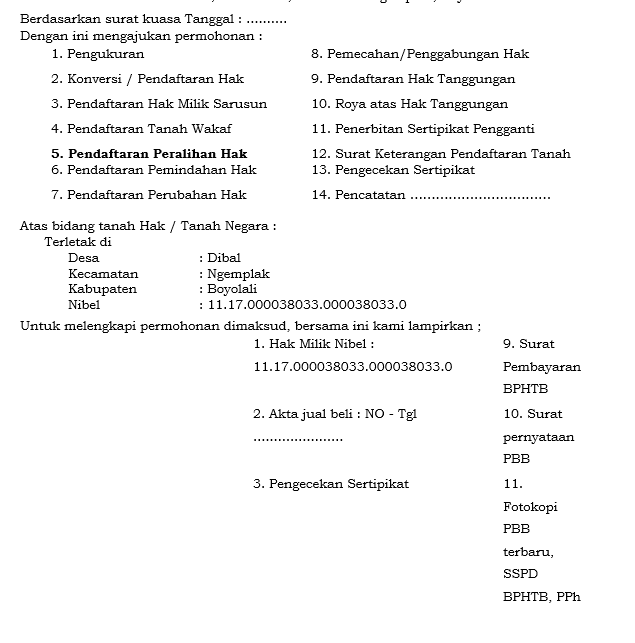 Berdasarkan surat kuasa Tanggal : ..........
Dengan ini mengajukan permohonan :
1. Pengukuran
8. Pemecahan/Penggabungan Hak
2. Konversi / Pendaftaran Hak
9. Pendaftaran Hak Tanggungan
3. Pendaftaran Hak Milik Sarusun
10. Roya atas Hak Tanggungan
4. Pendaftaran Tanah Wakaf
11. Penerbitan Sertipikat Pengganti
5. Pendaftaran Peralihan Hak
12. Surat Keterangan Pendaftaran Tanah
6. Pendaftaran Pemindahan Hak
13. Pengecekan Sertipikat
7. Pendaftaran Perubahan Hak
14. Pencatatan .................................
Atas bidang tanah Hak / Tanah Negara :
Terletak di
Desa : Dibal
Kecamatan : Ngemplak
Kabupaten : Boyolali
Nibel : 11.17.000038033.000038033.0
Untuk melengkapi permohonan dimaksud, bersama ini kami lampirkan ;
1. Hak Milik Nibel :
11.17.000038033.000038033.0
9. Surat
Pembayaran
BPHTB
2. Akta jual beli : NO - Tgl
......................
10. Surat
pernyataan
PBB
3. Pengecekan Sertipikat
11.
Fotokopi
PBB
terbaru,
SSPD
BPHTB, PPh